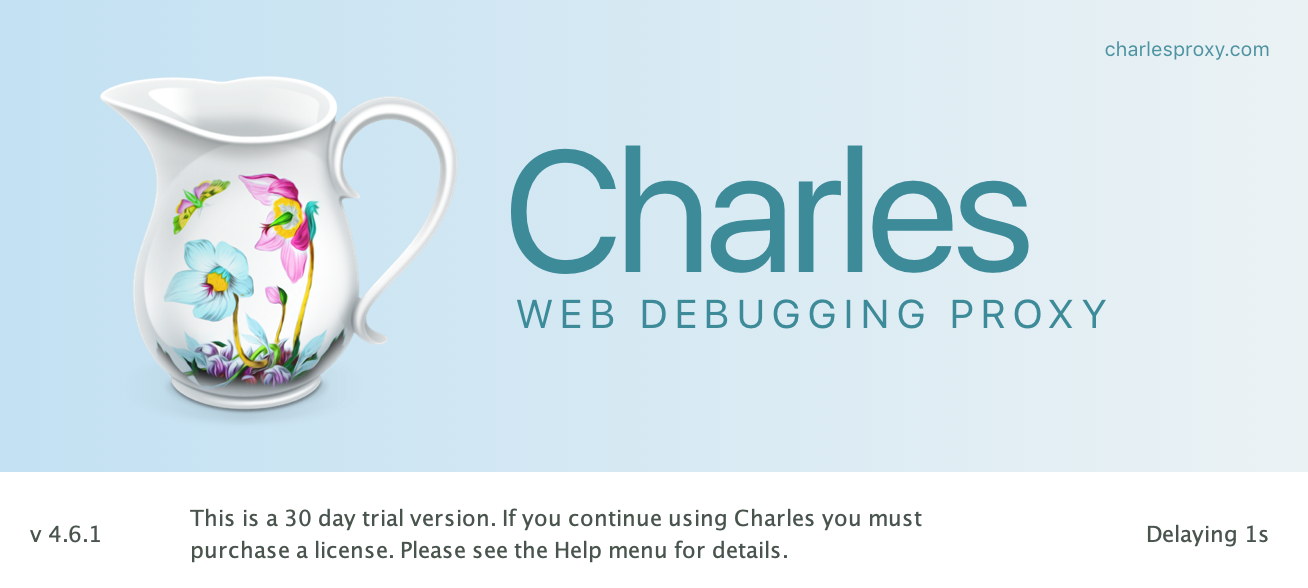 charlesproxy.com
Charles
WEB DEBUGGING PROXY
v 4.6.1
This is a 30 day trial version. If you continue using Charles you must
purchase a license. Please see the Help menu for details.
Delaying 1s